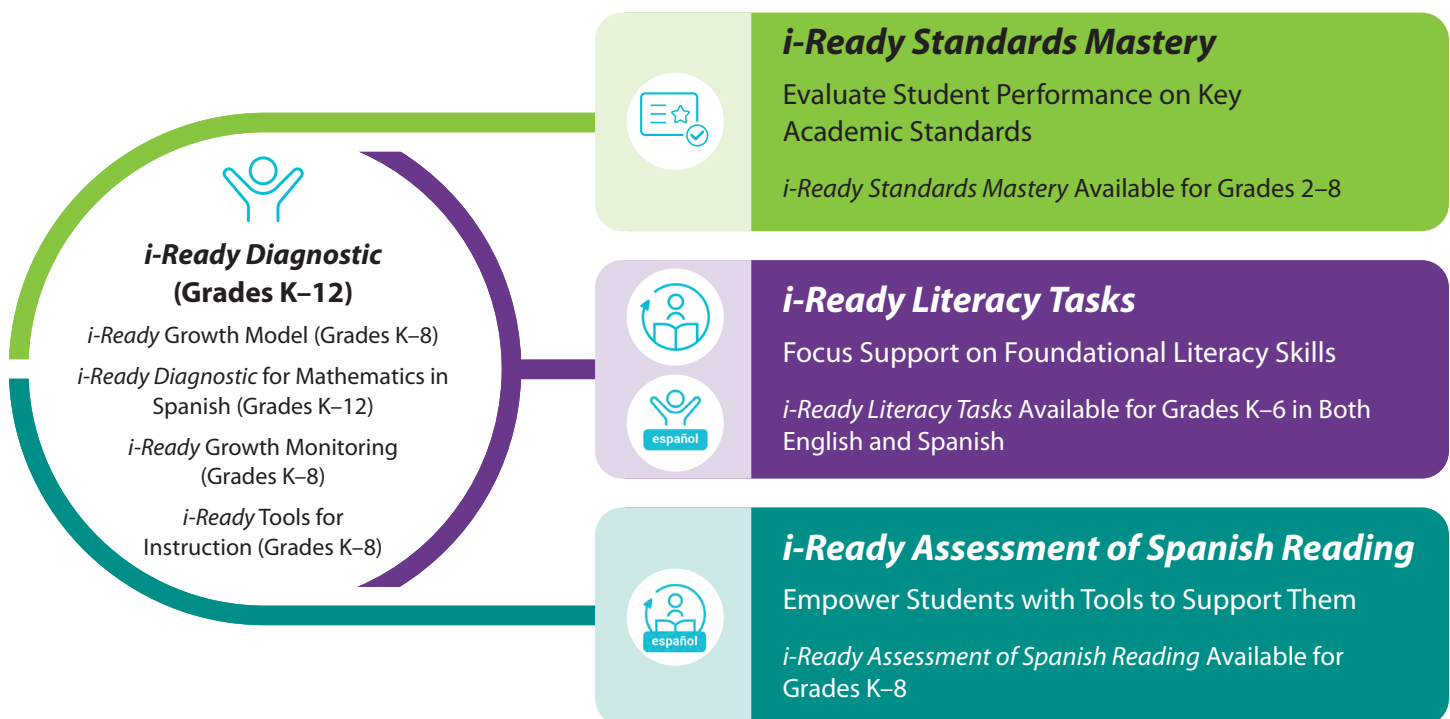 i-Ready Diagnostic
(Grades K–12)
i-Ready Growth Model (Grades K–8)
i-Ready Diagnostic for Mathematics in
Spanish (Grades K–12)
i-Ready Growth Monitoring
(Grades K–8)
i-Ready Tools for
Instruction (Grades K–8)
i-Ready Standards Mastery
Evaluate Student Performance on Key
Academic Standards
i-Ready Standards Mastery Available for Grades 2–8
español
i-Ready Literacy Tasks
Focus Support on Foundational Literacy Skills
i-Ready Literacy Tasks Available for Grades K–6 in Both
English and Spanish
español
i-Ready Assessment of Spanish Reading
Empower Students with Tools to Support Them
i-Ready Assessment of Spanish Reading Available for
Grades K–8